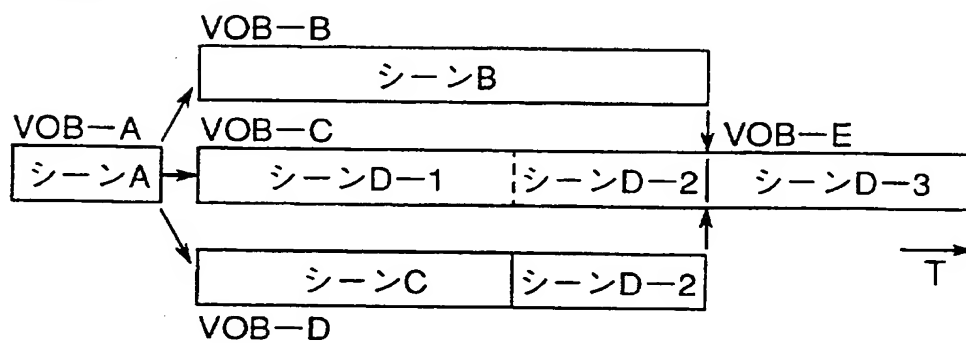 VOB－B
シーンB
VOB－A
VOB－C
VOB－E
シーンA
シーンD－1
シーンD－2
シーンD－3
シーンC
シーンD－2
T
VOB－D